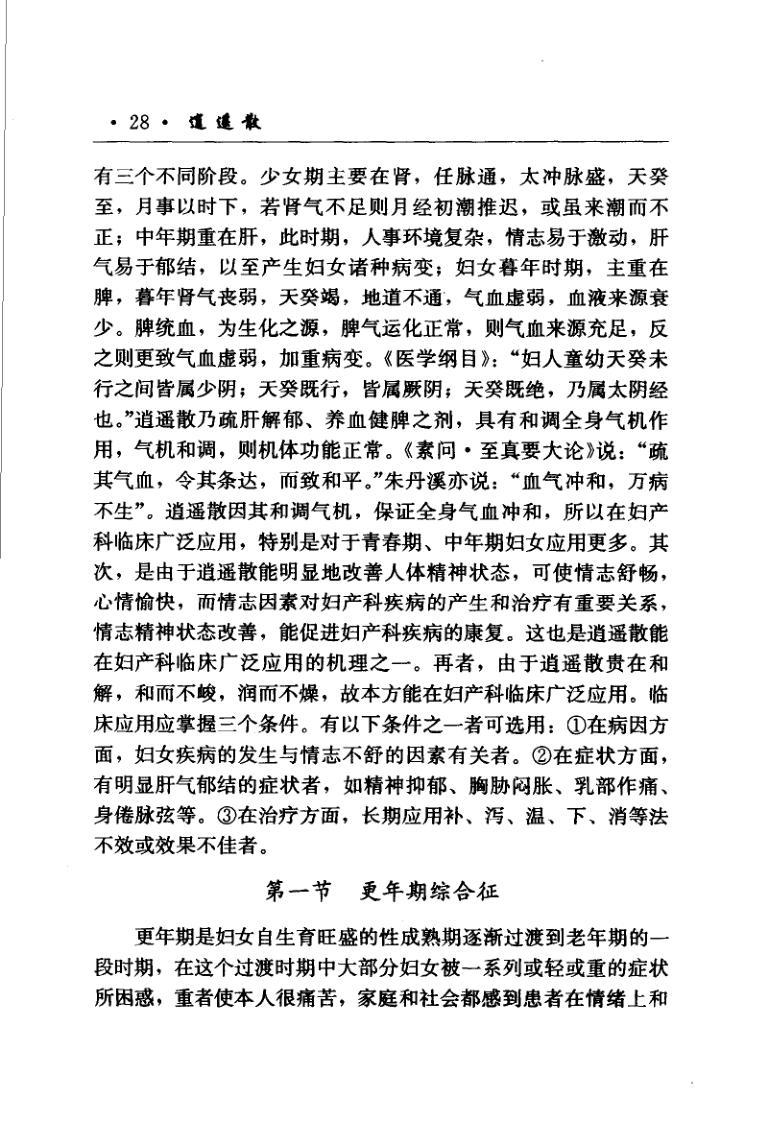 ·28· 逍遥散
有三个不同阶段。少女期主要在肾，任脉通，太冲脉盛，天癸
至，月事以时下，若肾气不足则月经初潮推迟，或虽来潮而不
正；中年期重在肝，此时期，人事环境复杂，情志易于激动，肝
气易于郁结，以至产生妇女诸种病变；妇女暮年时期，主重在
脾，暮年肾气丧弱，天癸竭，地道不通，气血虚弱，血液来源衰
少。脾统血，为生化之源，脾气运化正常，则气血来源充足，反
之则更致气血虚弱，加重病变。《医学纲目》：“妇人童幼天癸未
行之间皆属少阴；天癸既行，皆属厥阴；天癸既绝，乃属太阴经
也。”逍遥散乃疏肝解郁、养血健脾之剂，具有和调全身气机作
用，气机和调，则机体功能正常。《素问·至真要大论》说：“疏
其气血，令其条达，而致和平。”朱丹溪亦说：“血气冲和，万病
不生”。逍遥散因其和调气机，保证全身气血冲和，所以在妇产
科临床广泛应用，特别是对于青春期、中年期妇女应用更多。其
次，是由于逍遥散能明显地改善人体精神状态，可使情志舒畅，
心情愉快，而情志因素对妇产科疾病的产生和治疗有重要关系，
情志精神状态改善，能促进妇产科疾病的康复。这也是逍遥散能
在妇产科临床广泛应用的机理之一。再者，由于逍遥散贵在和
解，和而不峻，润而不燥，故本方能在妇产科临床广泛应用。临
床应用应掌握三个条件。有以下条件之一者可选用：①在病因方
面，妇女疾病的发生与情志不舒的因素有关者。②在症状方面，
有明显肝气郁结的症状者，如精神抑郁、胸胁闷胀、乳部作痛、
身倦脉弦等。③在治疗方面，长期应用补、泻、温、下、消等法
不效或效果不佳者。
第一节 更年期综合征
更年期是妇女自生育旺盛的性成熟期逐渐过渡到老年期的一
段时期，在这个过渡时期中大部分妇女被一系列或轻或重的症状
所困惑，重者使本人很痛苦，家庭和社会都感到患者在情绪上和